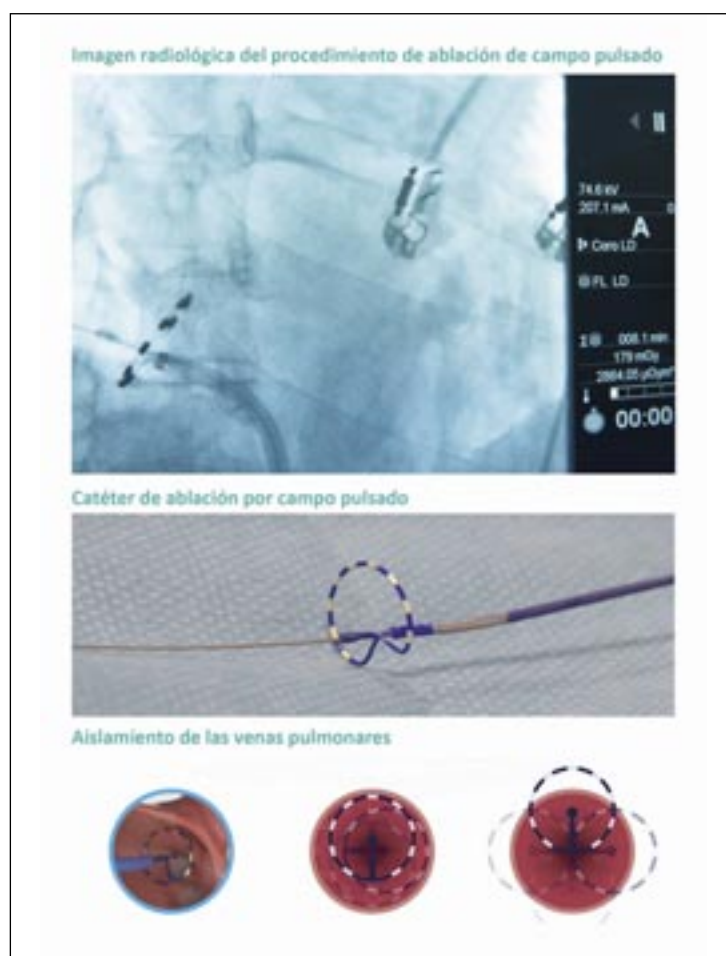 Imagen radiológica del procedimiento de ablación de campo pulsado
74.6 kV
207.1 mA
A
Cero LD
FL LD
008.1 min
179 mGy
00:00
Catéter de ablación por campo pulsado
Aislamiento de las venas pulmonares